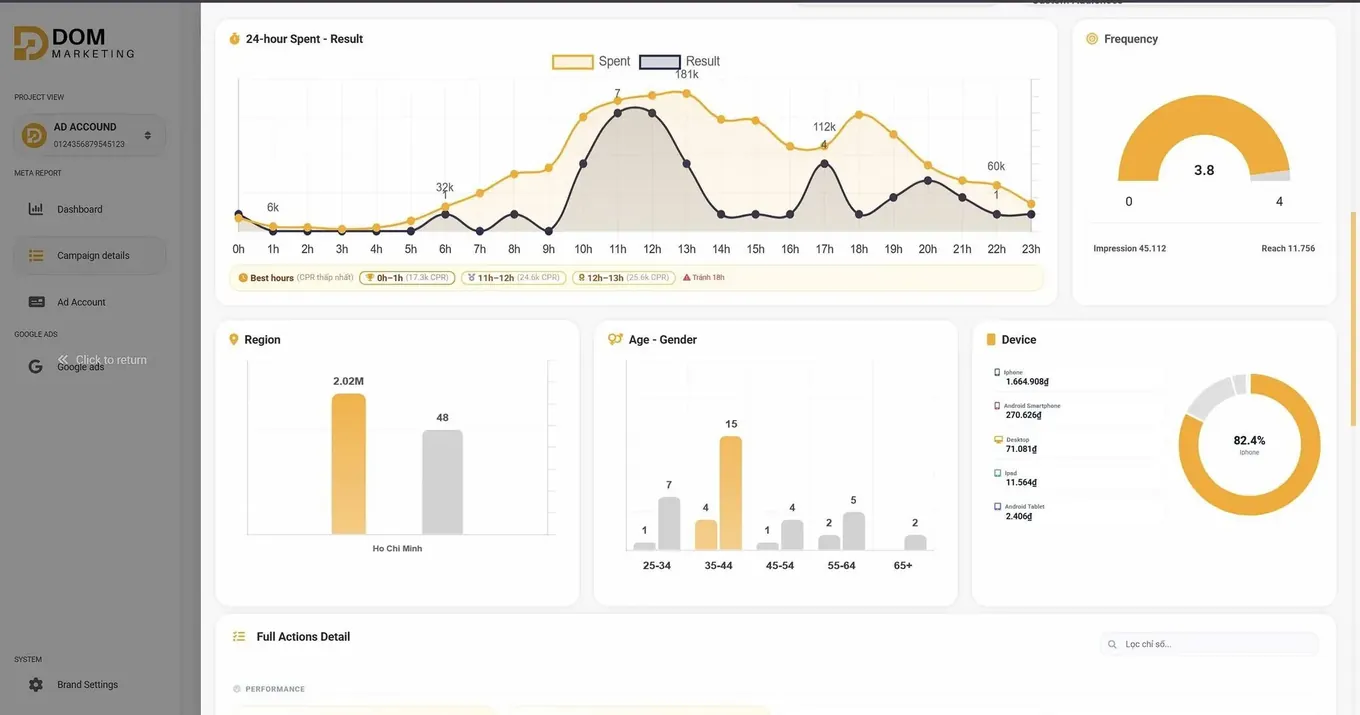 DOM
MARKETING
PROJECT VIEW
AD ACCOUND
0124356879545123
META REPORT
Dashboard
Campaign details
Ad Account
GOOGLE ADS
Click to return
Google ads
SYSTEM
Brand Settings
24-hour Spent - Result
Spent Result
181k
7
112k
4
60k
32k
1
1
6k
0h 1h 2h 3h 4h 5h 6h 7h 8h 9h 10h 11h 12h 13h 14h 15h 16h 17h 18h 19h 20h 21h 22h 23h
Best hours (CPR thấp nhất) 0h–1h (17.3k CPR) 11h–12h (24.6k CPR) 12h–13h (25.6k CPR) Tránh 18h
Frequency
3.8
0 4
Impression 45.112 Reach 11.756
Region
2.02M
48
Ho Chi Minh
Age - Gender
15
7
5
4
4
2
2
1
1
25-34 35-44 45-54 55-64 65+
Device
Iphone
1.664.908₫
Android Smartphone
270.626₫
Desktop
71.081₫
Ipad
11.564₫
Android Tablet
2.406₫
82.4%
Iphone
Full Actions Detail
Lọc chỉ số...
PERFORMANCE